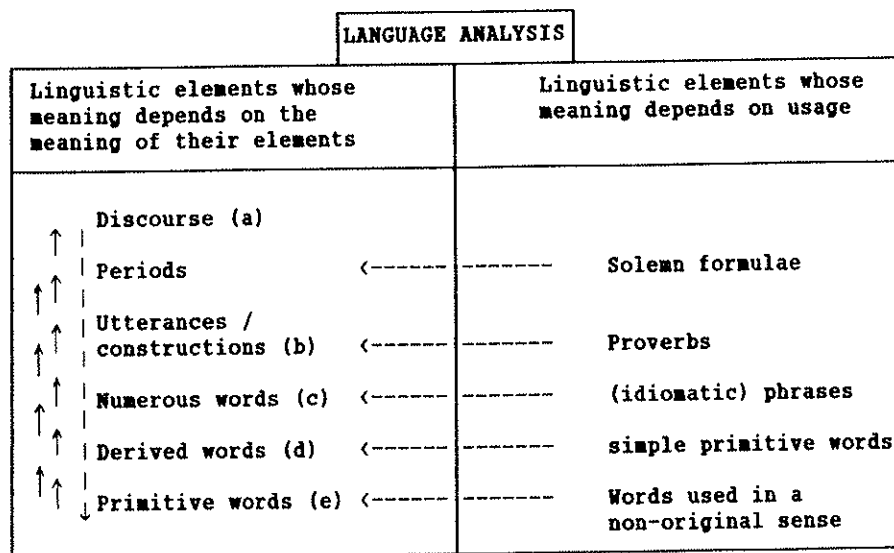 LANGUAGE ANALYSIS
Linguistic elements whose
meaning depends on the
meaning of their elements
Linguistic elements whose
meaning depends on usage
Discourse (a)
Periods
Solemn formulae
Utterances /
constructions (b)
Proverbs
Numerous words (c)
(idiomatic) phrases
Derived words (d)
simple primitive words
Primitive words (e)
Words used in a
non-original sense